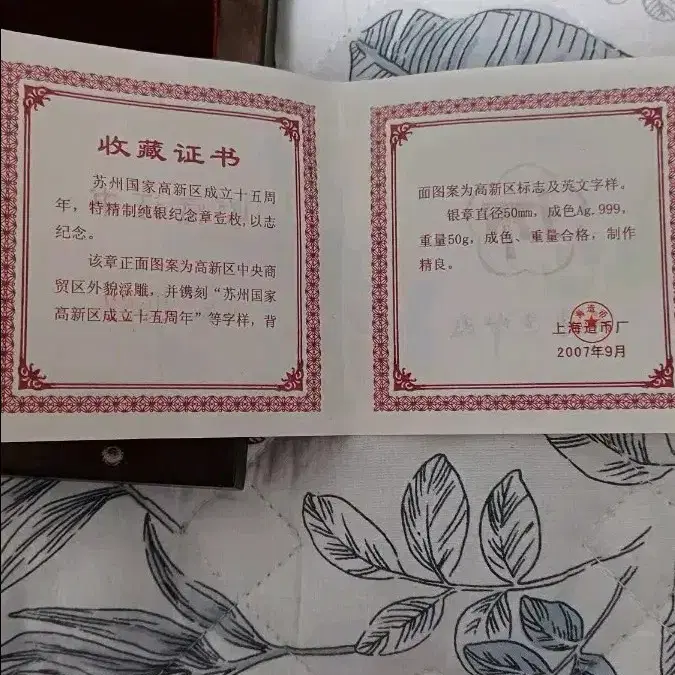 收藏证书
苏州国家高新区成立十五周
年，特精制纯银纪念章壹枚，以志
纪念。
该章正面图案为高新区中央商
贸区外貌浮雕，并镌刻“苏州国家
高新区成立十五周年”等字样，背
面图案为高新区标志及英文字样。
银章直径50mm，成色Ag.999，
重量50g，成色、重量合格，制作
精良。
上海造币厂
2007年9月